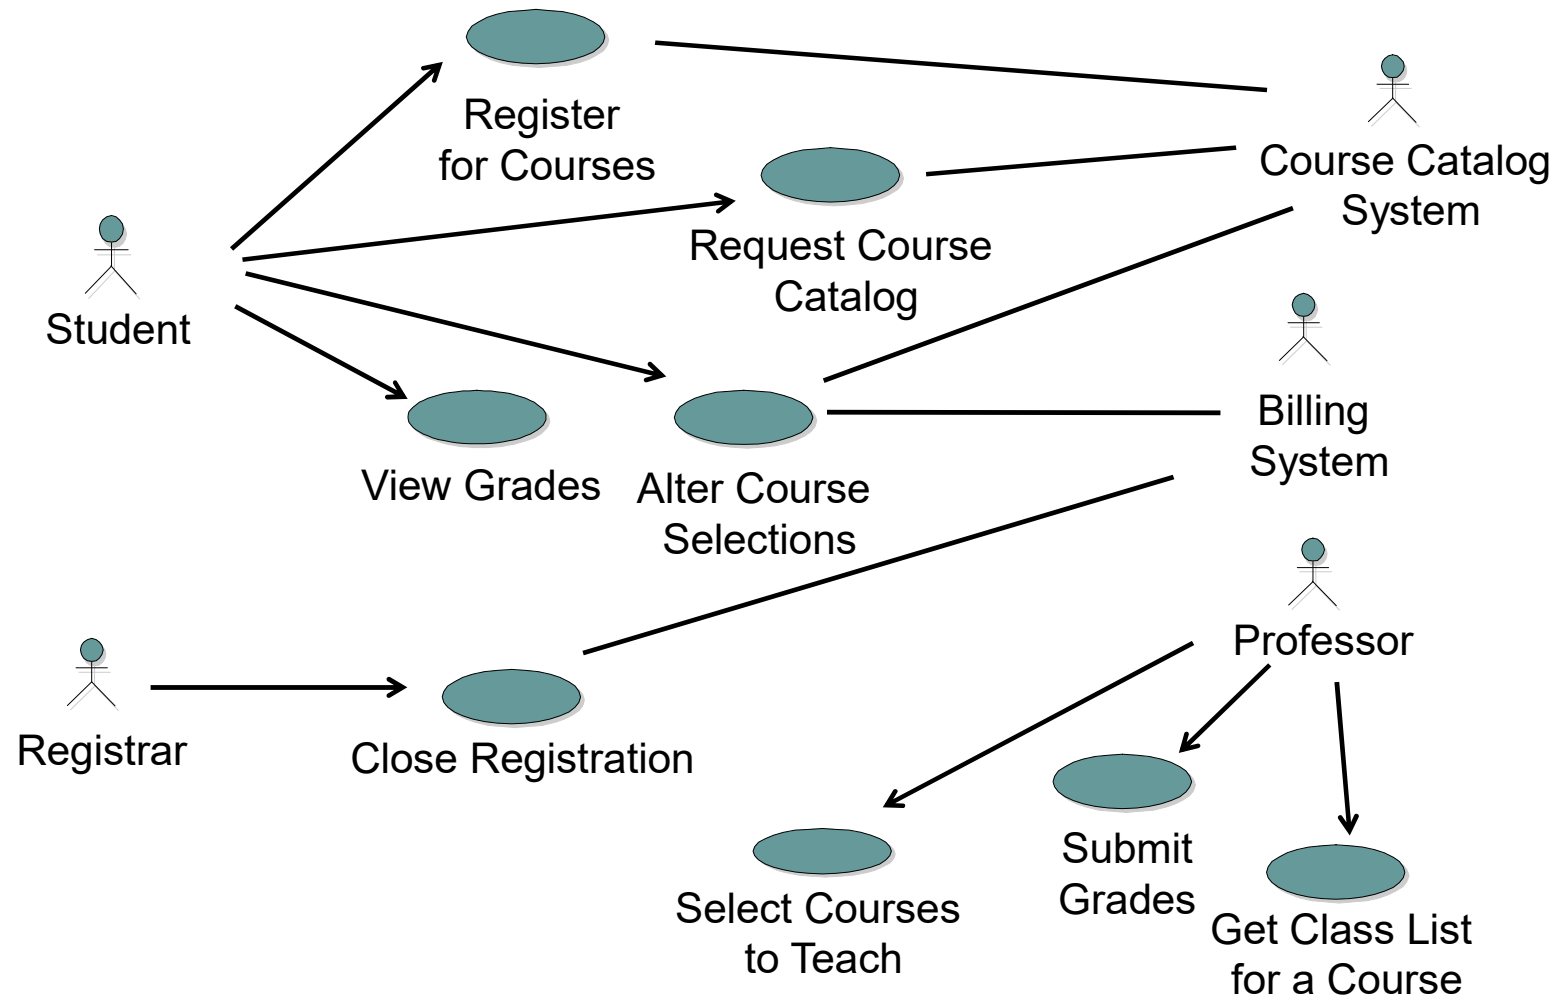 Register
for Courses
Course Catalog
System
Request Course
Catalog
Student
Billing
System
View Grades
Alter Course
Selections
Professor
Registrar
Close Registration
Submit
Grades
Select Courses
to Teach
Get Class List
for a Course